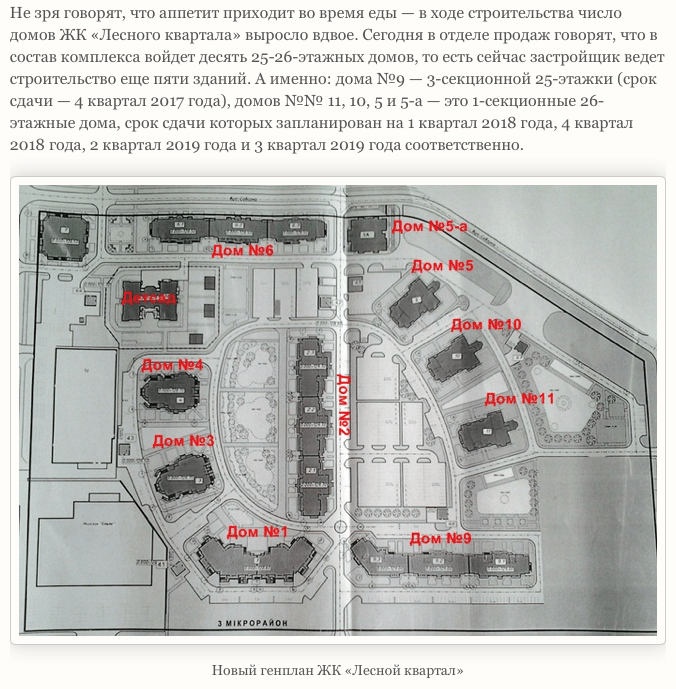 Не зря говорят, что аппетит приходит во время еды — в ходе строительства число
домов ЖК «Лесного квартала» выросло вдвое. Сегодня в отделе продаж говорят, что в
состав комплекса войдет десять 25-26-этажных домов, то есть сейчас застройщик ведет
строительство еще пяти зданий. А именно: дома №9 — 3-секционной 25-этажки (срок
сдачи — 4 квартал 2017 года), домов №№ 11, 10, 5 и 5-а — это 1-секционные 26-
этажные дома, срок сдачи которых запланирован на 1 квартал 2018 года, 4 квартал
2018 года, 2 квартал 2019 года и 3 квартал 2019 года соответственно.
Дом №5-а
Дом №6
Дом №5
Детсад
Дом №10
Дом №4
Дом №2
Дом №11
Дом №3
Дом №1
Дом №9
3 МІКРОРАЙОН
Новый генплан ЖК «Лесной квартал»